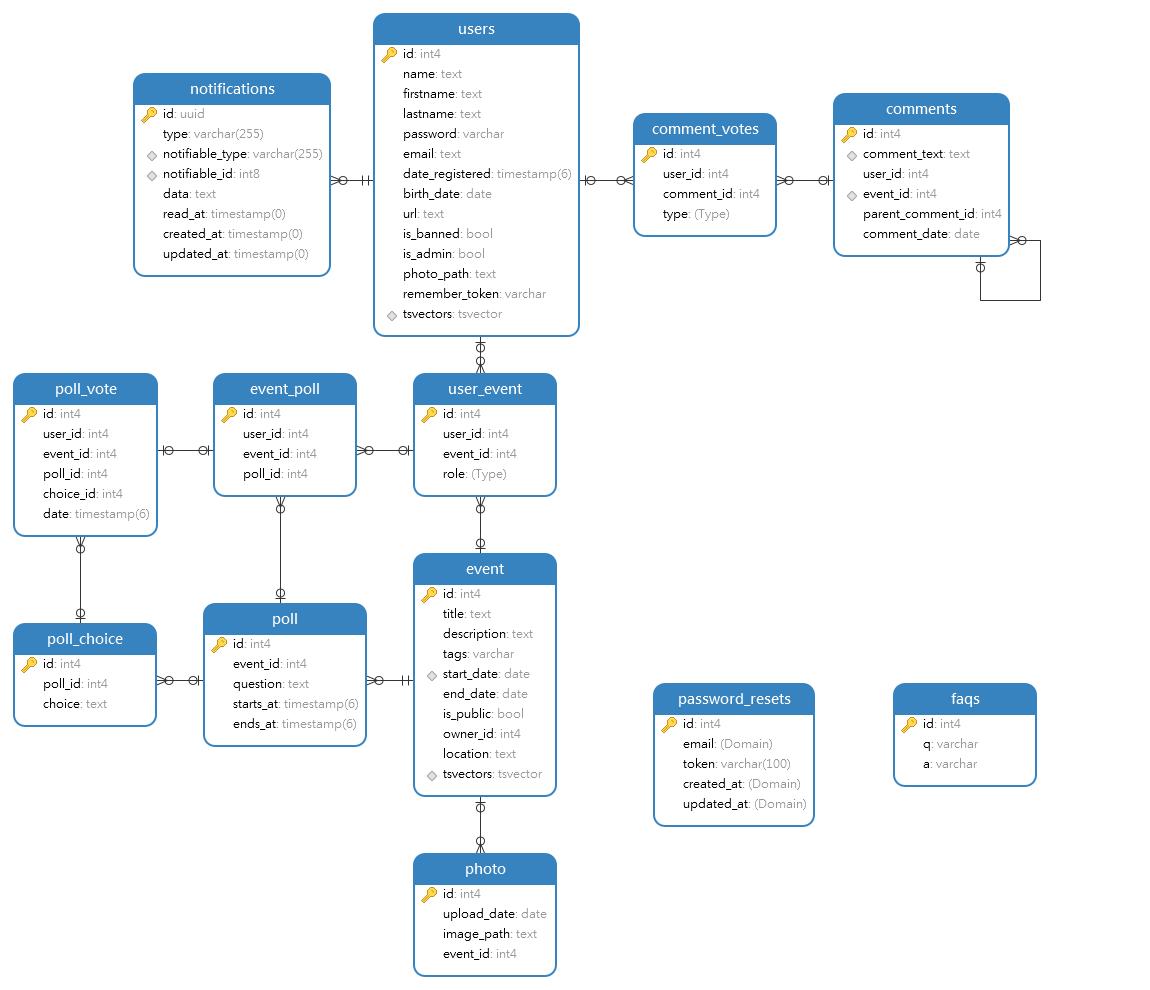 users
id: int4
name: text
firstname: text
lastname: text
password: varchar
email: text
date_registered: timestamp(6)
birth_date: date
url: text
is_banned: bool
is_admin: bool
photo_path: text
remember_token: varchar
tsvectors: tsvector
notifications
id: uuid
type: varchar(255)
notifiable_type: varchar(255)
notifiable_id: int8
data: text
read_at: timestamp(0)
created_at: timestamp(0)
updated_at: timestamp(0)
comment_votes
id: int4
user_id: int4
comment_id: int4
type: (Type)
comments
id: int4
comment_text: text
user_id: int4
event_id: int4
parent_comment_id: int4
comment_date: date
poll_vote
id: int4
user_id: int4
event_id: int4
poll_id: int4
choice_id: int4
date: timestamp(6)
event_poll
id: int4
user_id: int4
event_id: int4
poll_id: int4
user_event
id: int4
user_id: int4
event_id: int4
role: (Type)
poll_choice
id: int4
poll_id: int4
choice: text
poll
id: int4
event_id: int4
question: text
starts_at: timestamp(6)
ends_at: timestamp(6)
event
id: int4
title: text
description: text
tags: varchar
start_date: date
end_date: date
is_public: bool
owner_id: int4
location: text
tsvectors: tsvector
password_resets
id: int4
email: (Domain)
token: varchar(100)
created_at: (Domain)
updated_at: (Domain)
faqs
id: int4
q: varchar
a: varchar
photo
id: int4
upload_date: date
image_path: text
event_id: int4